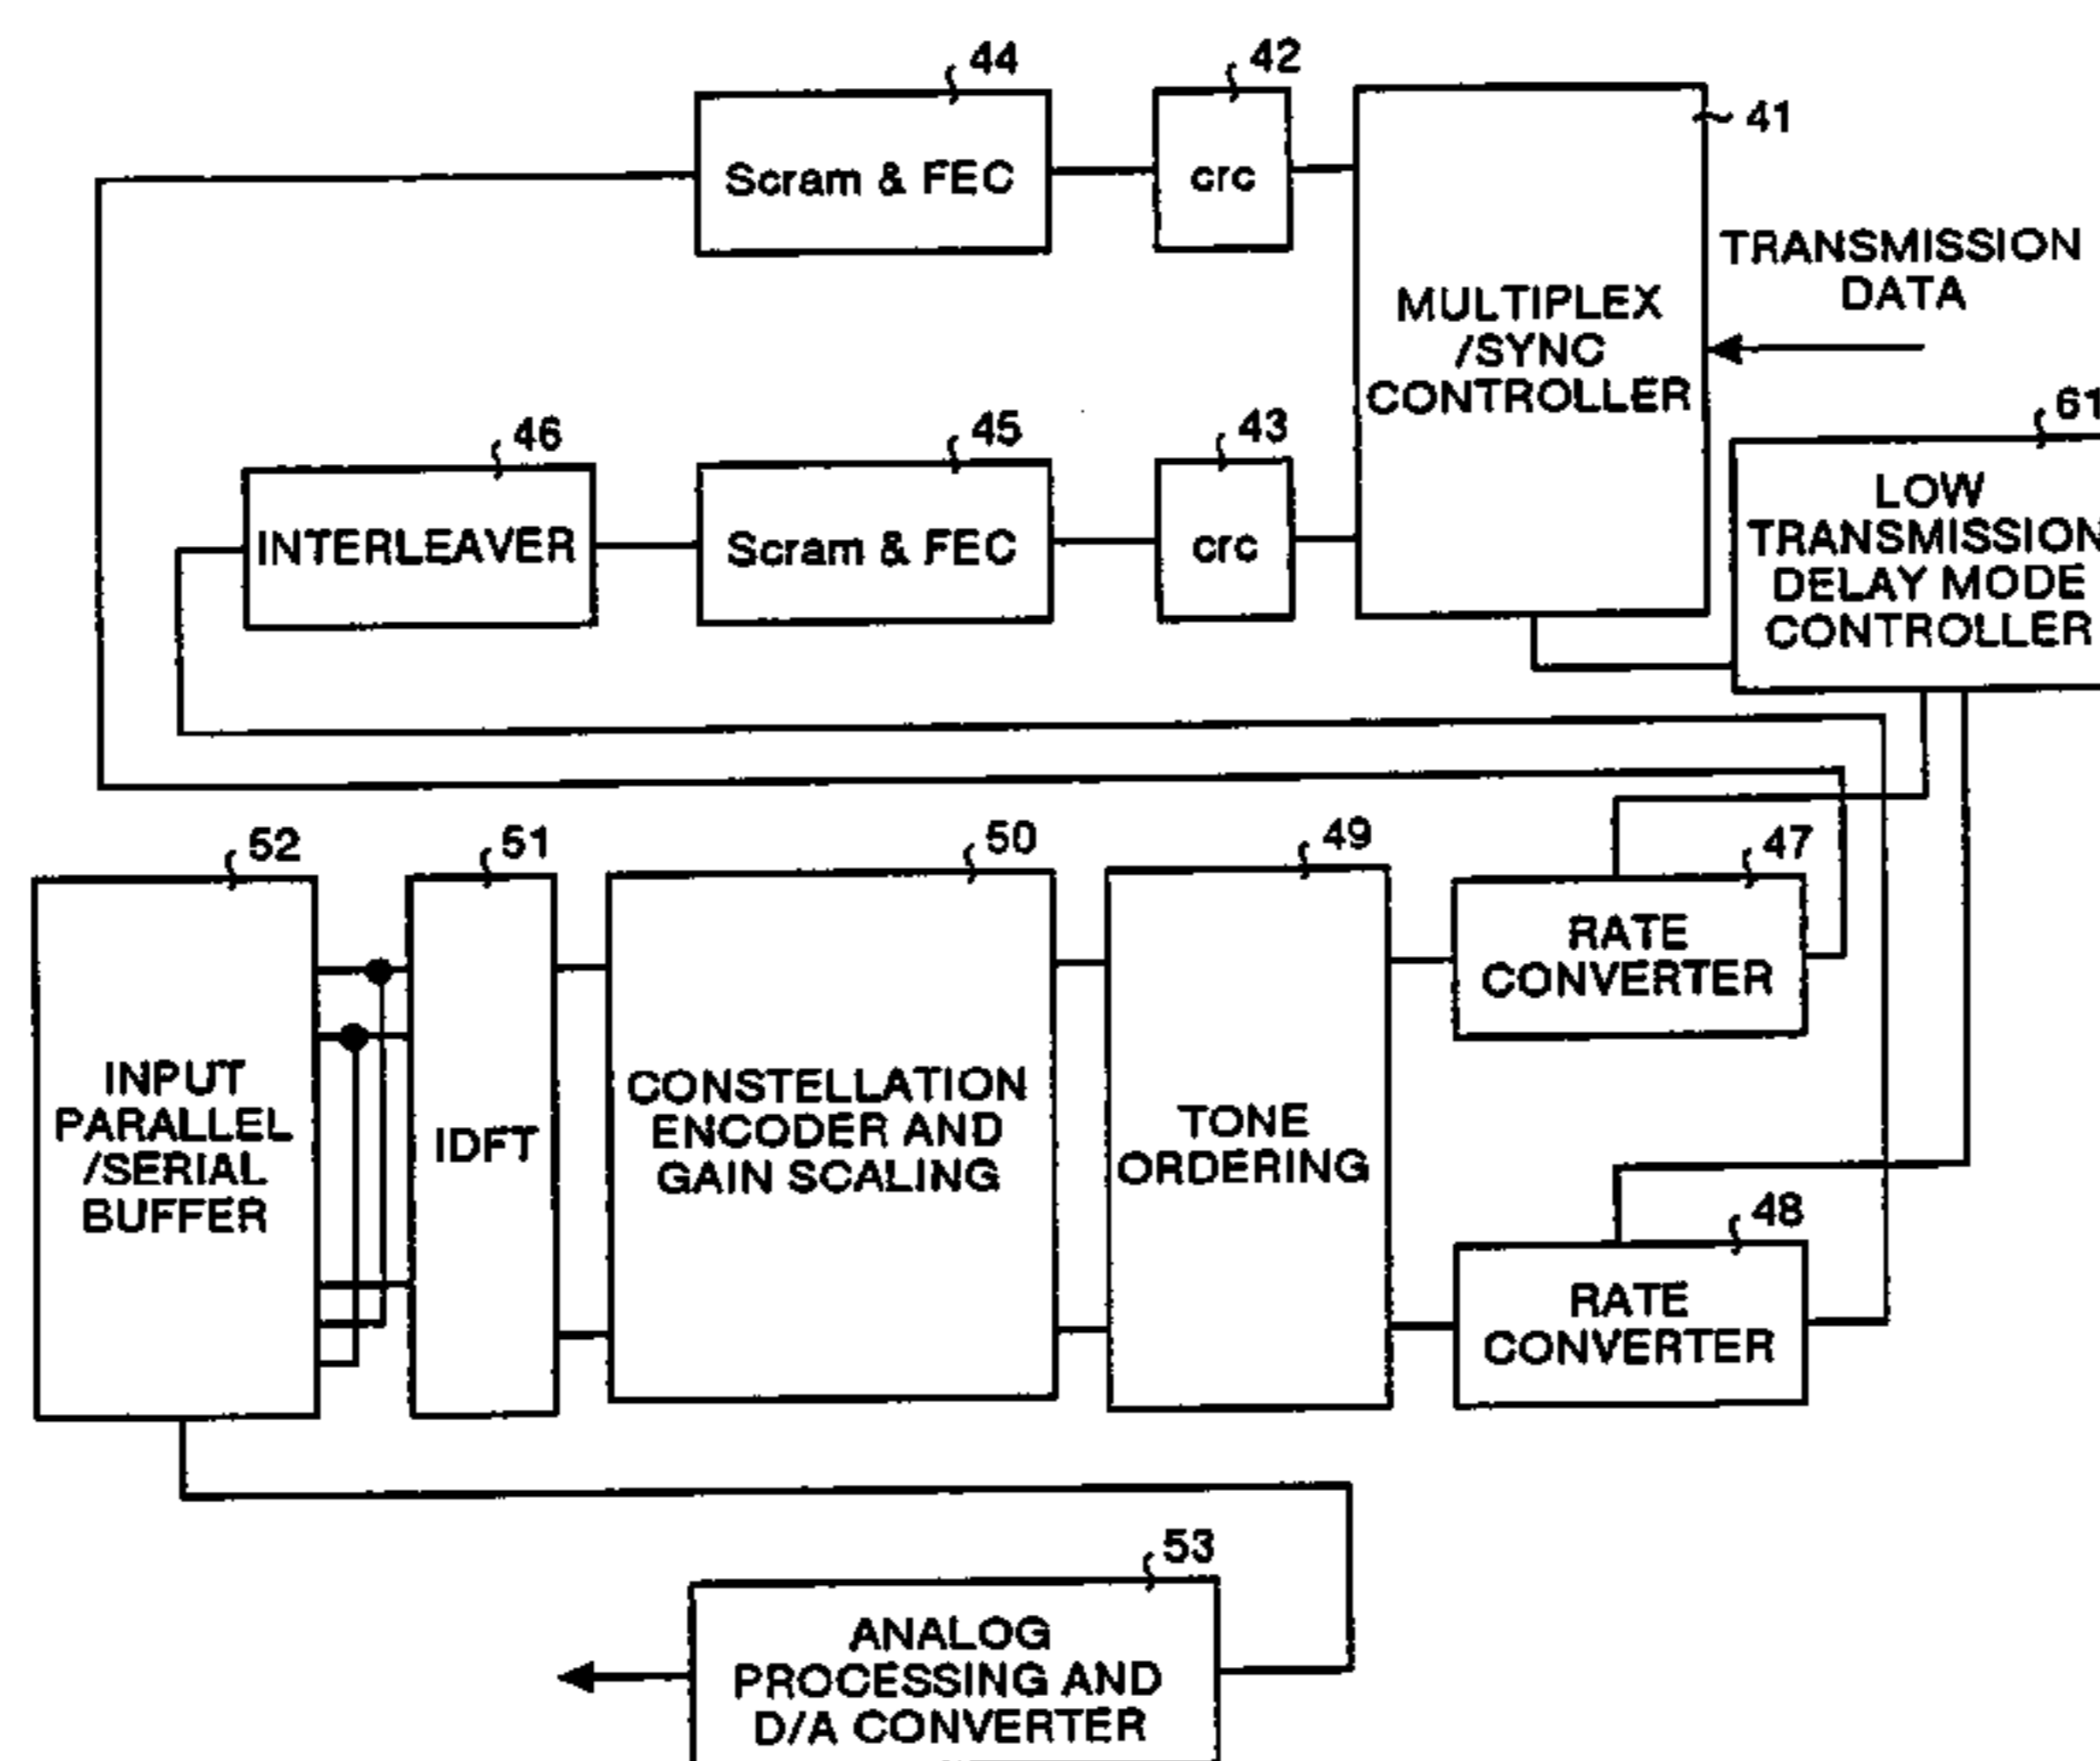 44
42
41
Scram & FEC
crc
TRANSMISSION
DATA
MULTIPLEX
/SYNC
CONTROLLER
61
46
45
43
INTERLEAVER
Scram & FEC
crc
LOW
TRANSMISSION
DELAY MODE
CONTROLLER
52
51
50
49
47
RATE
CONVERTER
INPUT
PARALLEL
/SERIAL
BUFFER
IDFT
CONSTELLATION
ENCODER AND
GAIN SCALING
TONE
ORDERING
48
RATE
CONVERTER
53
ANALOG
PROCESSING AND
D/A CONVERTER